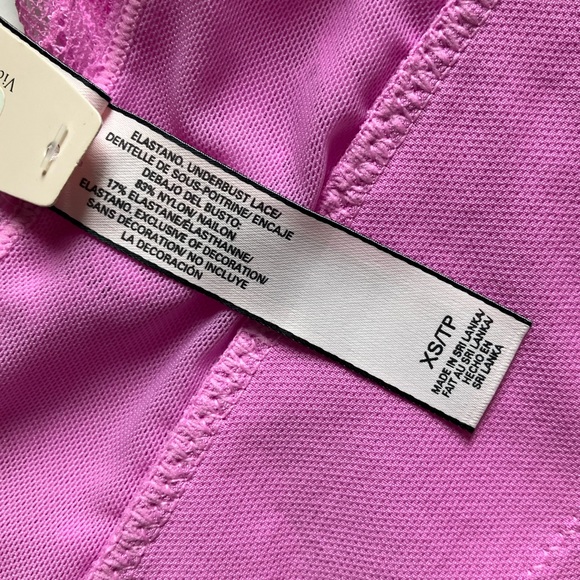 Vic
ELASTANO. UNDERBUST LACE/
DENTELLE DE SOUS-POITRINE/ ENCAJE
DEBAJO DEL BUSTO:
83% NYLON/NAILON
17% ELASTANE/ELASTHANNE/
ELASTANO EXCLUSIVE OF DECORATION/
SANS DECORATION/ NO INCLUYE
LA DECORACIÓN
XS/TP
MADE IN SRI LANKA/
FAIT AU SRI LANKA/
HECHO EN
SRI LANKA